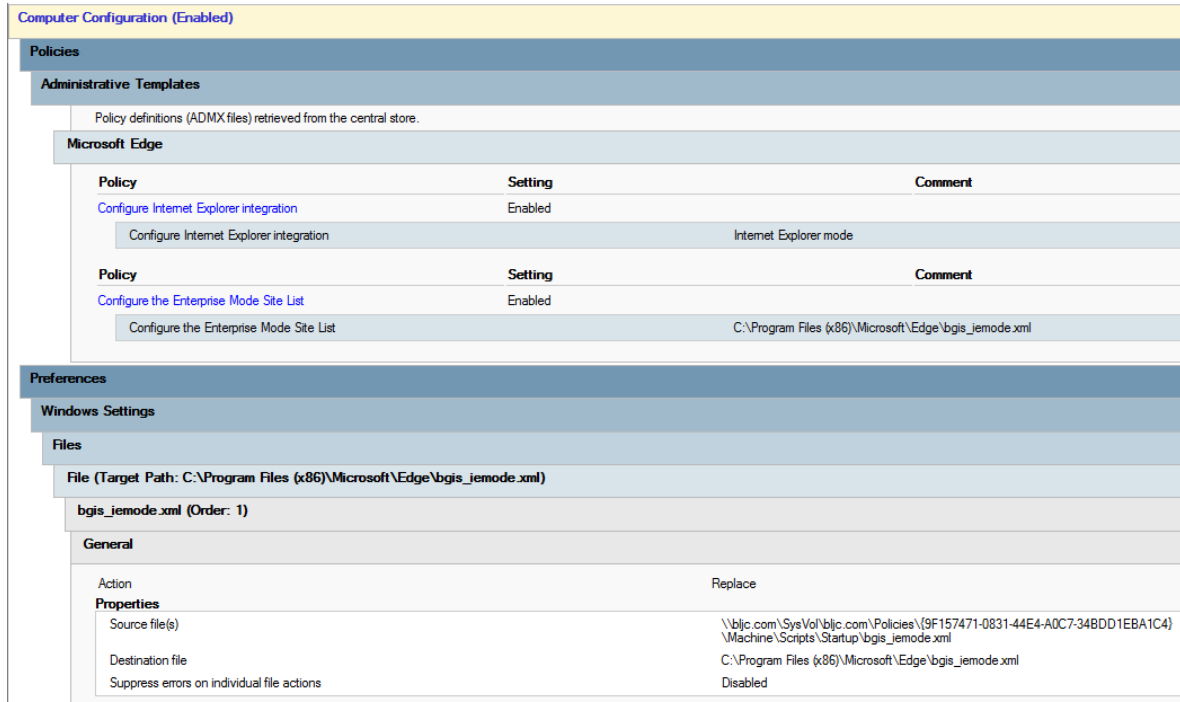 Computer Configuration (Enabled)
Policies
Administrative Templates
Policy definitions (ADMX files) retrieved from the central store.
Microsoft Edge
Policy Setting Comment
Configure Internet Explorer integration Enabled
Configure Internet Explorer integration Internet Explorer mode
Policy Setting Comment
Configure the Enterprise Mode Site List Enabled
Configure the Enterprise Mode Site List C:\Program Files (x86)\Microsoft\Edge\bgis_iemode.xml
Preferences
Windows Settings
Files
File (Target Path: C:\Program Files (x86)\Microsoft\Edge\bgis_iemode.xml)
bgis_iemode.xml (Order: 1)
General
Action Replace
Properties
Source file(s) \\bljc.com\SysVol\bljc.com\Policies\{9F157471-0831-44E4-A0C7-34BDD1EBA1C4}
\Machine\Scripts\Startup\bgis_iemode.xml
Destination file C:\Program Files (x86)\Microsoft\Edge\bgis_iemode.xml
Suppress errors on individual file actions Disabled